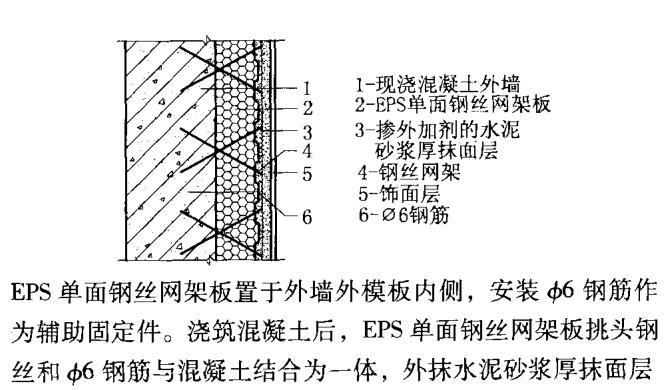 1
2
3
4
5
6
1-现浇混凝土外墙
2-EPS单面钢丝网架板
3-掺外加剂的水泥
砂浆厚抹面层
4-钢丝网架
5-饰面层
6-Ø6钢筋
EPS 单面钢丝网架板置于外墙外模板内侧，安装 ϕ6 钢筋作
为辅助固定件。浇筑混凝土后，EPS 单面钢丝网架板挑头钢
丝和 ϕ6 钢筋与混凝土结合为一体，外抹水泥砂浆厚抹面层